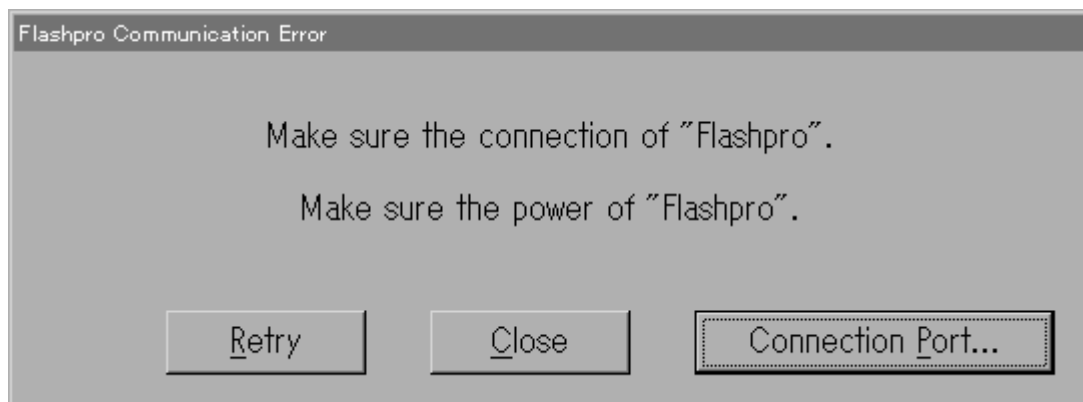 Flashpro Communication Error
Make sure the connection of "Flashpro".
Make sure the power of "Flashpro".
Retry
Close
Connection Port...